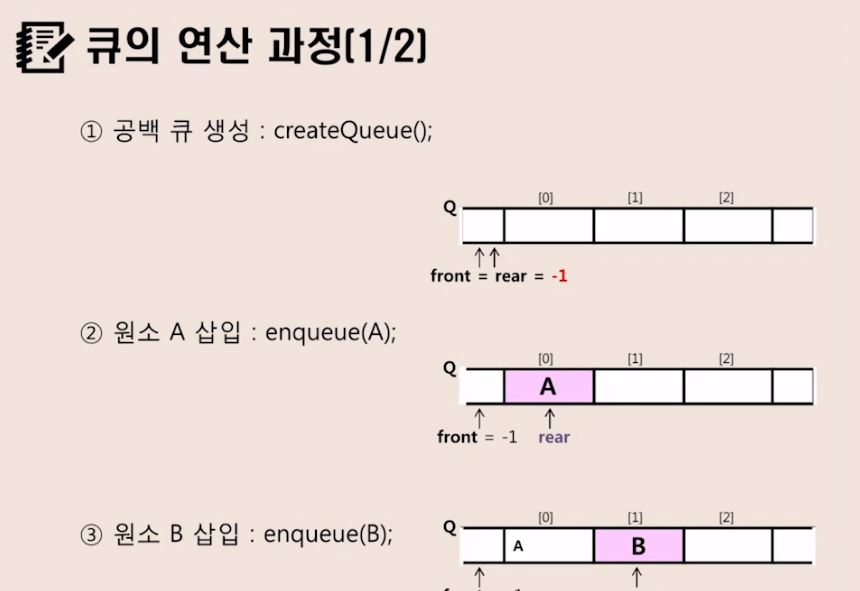 큐의 연산 과정(1/2)
① 공백 큐 생성 : createQueue();
[0] [1] [2]
Q
front = rear = -1
② 원소 A 삽입 : enqueue(A);
[0] [1] [2]
Q
A
front = -1 rear
③ 원소 B 삽입 : enqueue(B);
[0] [1] [2]
Q
A B